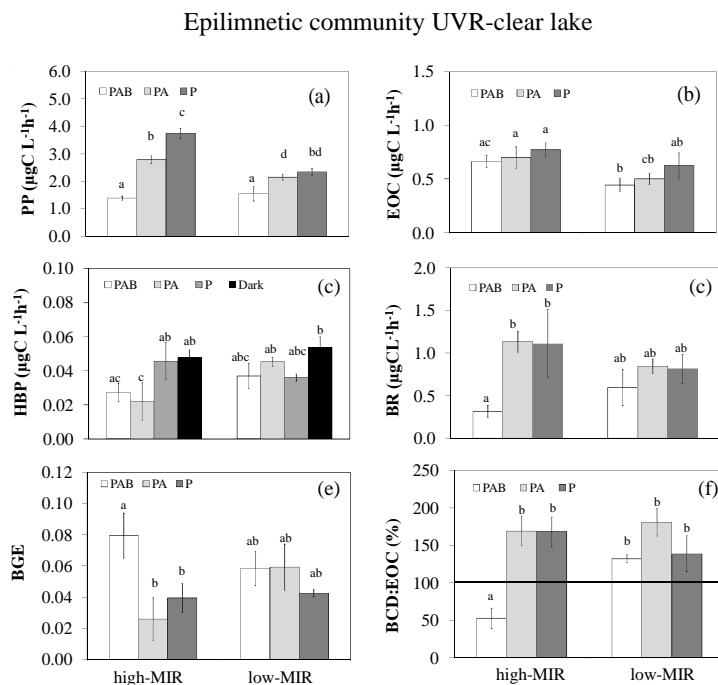 Epilimnetic community UVR-clear lake
PP (µgC L-1h-1)
6.0
5.0
4.0
3.0
2.0
1.0
0.0
PAB PA P
(a)
a b c
a d bd
EOC (µgC L-1h-1)
1.5
1.0
0.5
0.0
PAB PA P
(b)
ac a a
b cb ab
HBP (µgC L-1h-1)
0.10
0.08
0.06
0.04
0.02
0.00
PAB PA P Dark
(c)
ac c ab ab
abc ab abc b
BR (µgCL-1h-1)
2.0
1.5
1.0
0.5
0.0
PAB PA P
(c)
a b b
ab ab ab
BGE
0.12
0.10
0.08
0.06
0.04
0.02
0.00
PAB PA P
(e)
a b b
ab ab ab
high-MIR low-MIR
BCD:EOC (%)
250
200
150
100
50
0
PAB PA P
(f)
a b b
b b b
high-MIR low-MIR